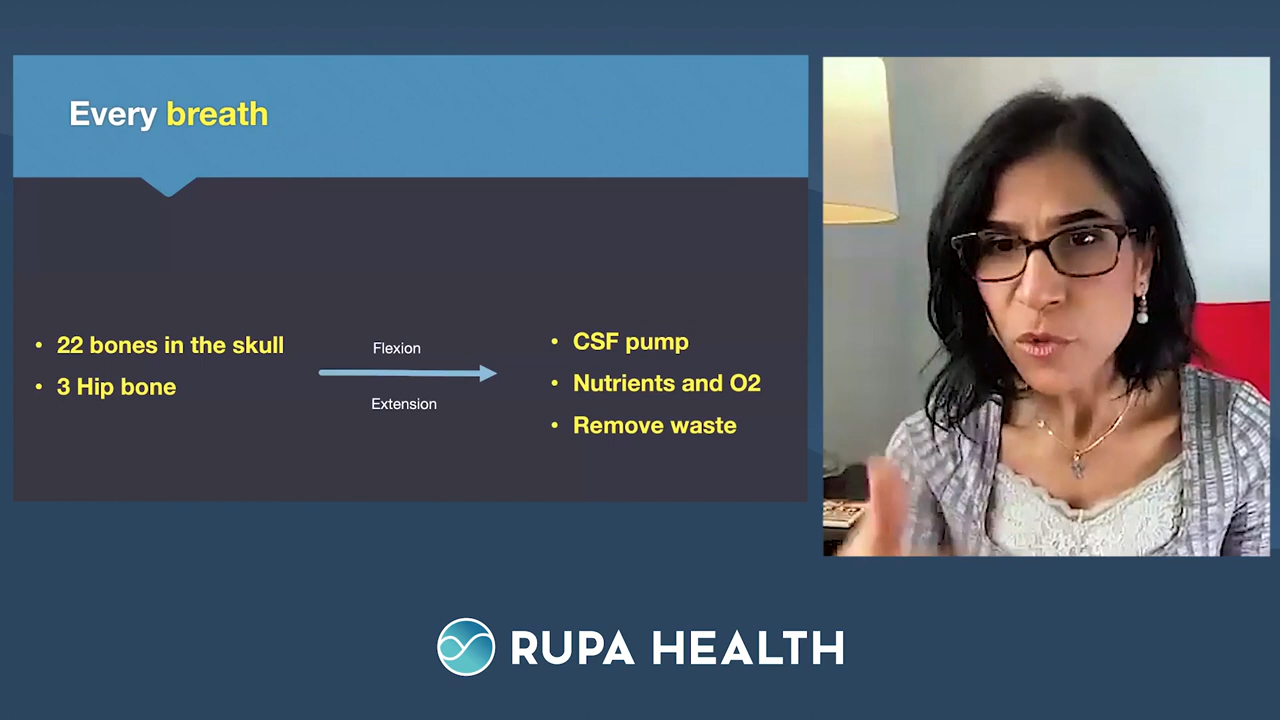 Every breath
• 22 bones in the skull
• 3 Hip bone
Flexion
Extension
• CSF pump
• Nutrients and O2
• Remove waste
RUPA HEALTH